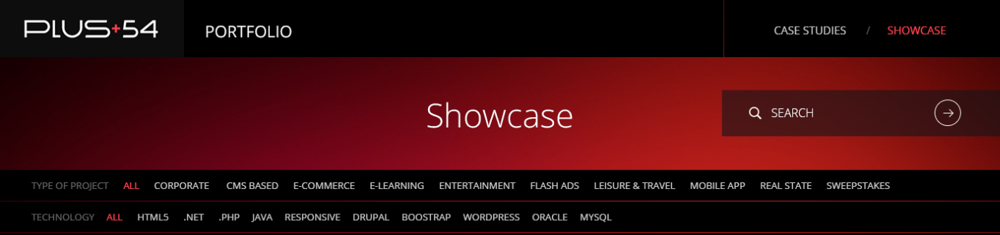 PLUS+54 PORTFOLIO CASE STUDIES / SHOWCASE
Showcase
SEARCH
TYPE OF PROJECT ALL CORPORATE CMS BASED E-COMMERCE E-LEARNING ENTERTAINMENT FLASH ADS LEISURE & TRAVEL MOBILE APP REAL STATE SWEEPSTAKES
TECHNOLOGY ALL HTML5 .NET .PHP JAVA RESPONSIVE DRUPAL BOOSTRAP WORDPRESS ORACLE MYSQL